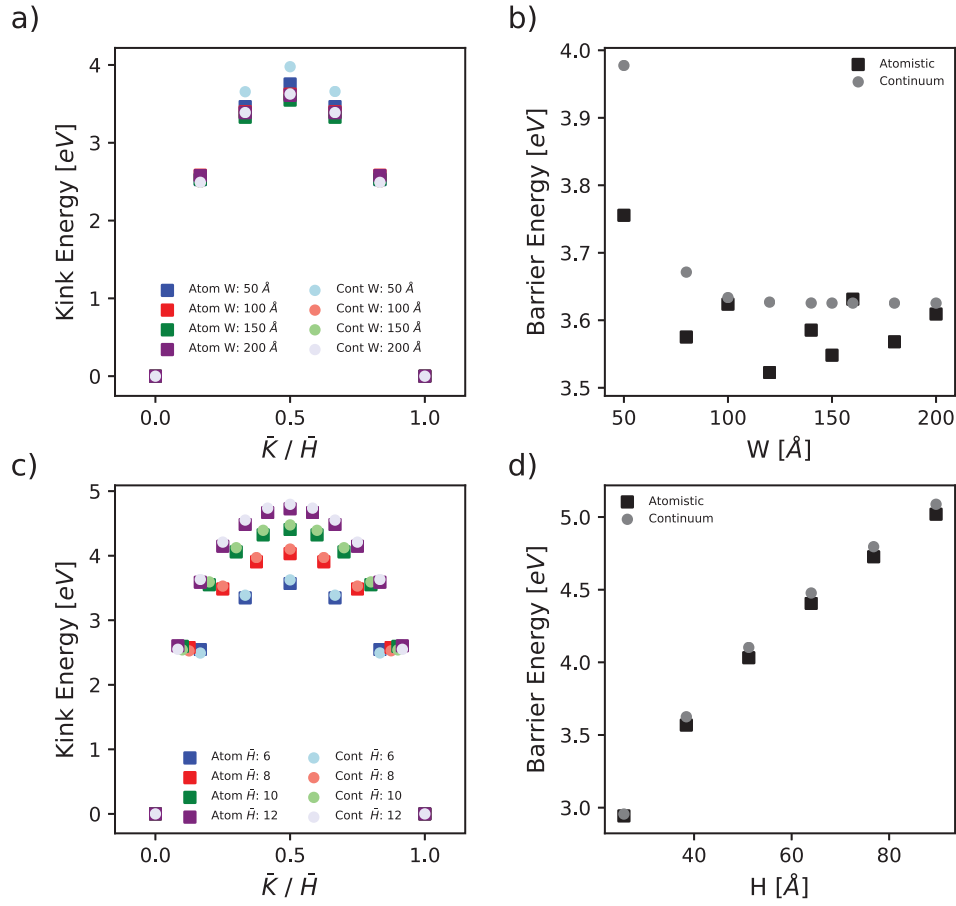 a)
Kink Energy [eV]
4
3
2
1
0
Atom W: 50 Å
Atom W: 100 Å
Atom W: 150 Å
Atom W: 200 Å
Cont W: 50 Å
Cont W: 100 Å
Cont W: 150 Å
Cont W: 200 Å
0.0 0.5 1.0
K̄ / H̄
b)
Barrier Energy [eV]
4.0
3.9
3.8
3.7
3.6
3.5
Atomistic
Continuum
50 100 150 200
W [Å]
c)
Kink Energy [eV]
5
4
3
2
1
0
Atom H̄: 6
Atom H̄: 8
Atom H̄: 10
Atom H̄: 12
Cont H̄: 6
Cont H̄: 8
Cont H̄: 10
Cont H̄: 12
0.0 0.5 1.0
K̄ / H̄
d)
Barrier Energy [eV]
5.0
4.5
4.0
3.5
3.0
Atomistic
Continuum
40 60 80
H [Å]